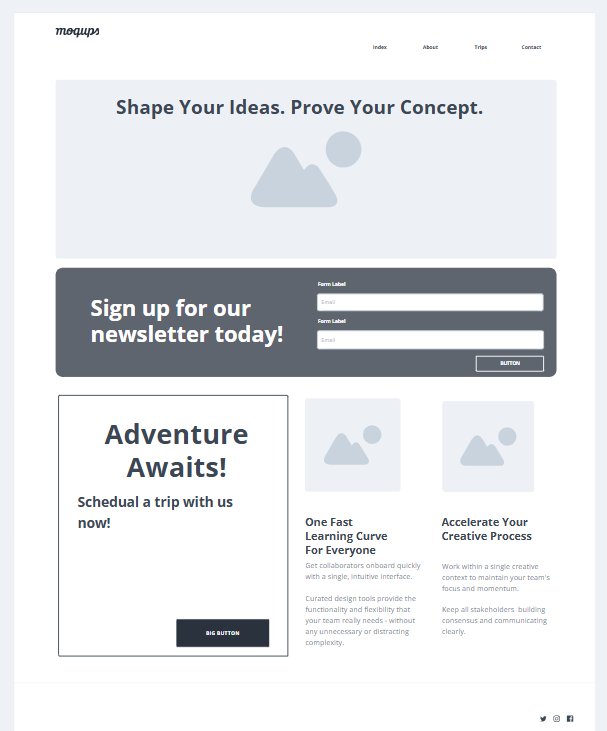 moqups
Index About Trips Contact
Shape Your Ideas. Prove Your Concept.
Sign up for our
newsletter today!
Form Label
Email
Form Label
Email
BUTTON
Adventure
Awaits!
Schedual a trip with us
now!
BIG BUTTON
One Fast
Learning Curve
For Everyone
Get collaborators onboard quickly
with a single, intuitive interface.
Curated design tools provide the
functionality and flexibility that
your team really needs - without
any unnecessary or distracting
complexity.
Accelerate Your
Creative Process
Work within a single creative
context to maintain your team's
focus and momentum.
Keep all stakeholders building
consensus and communicating
clearly.